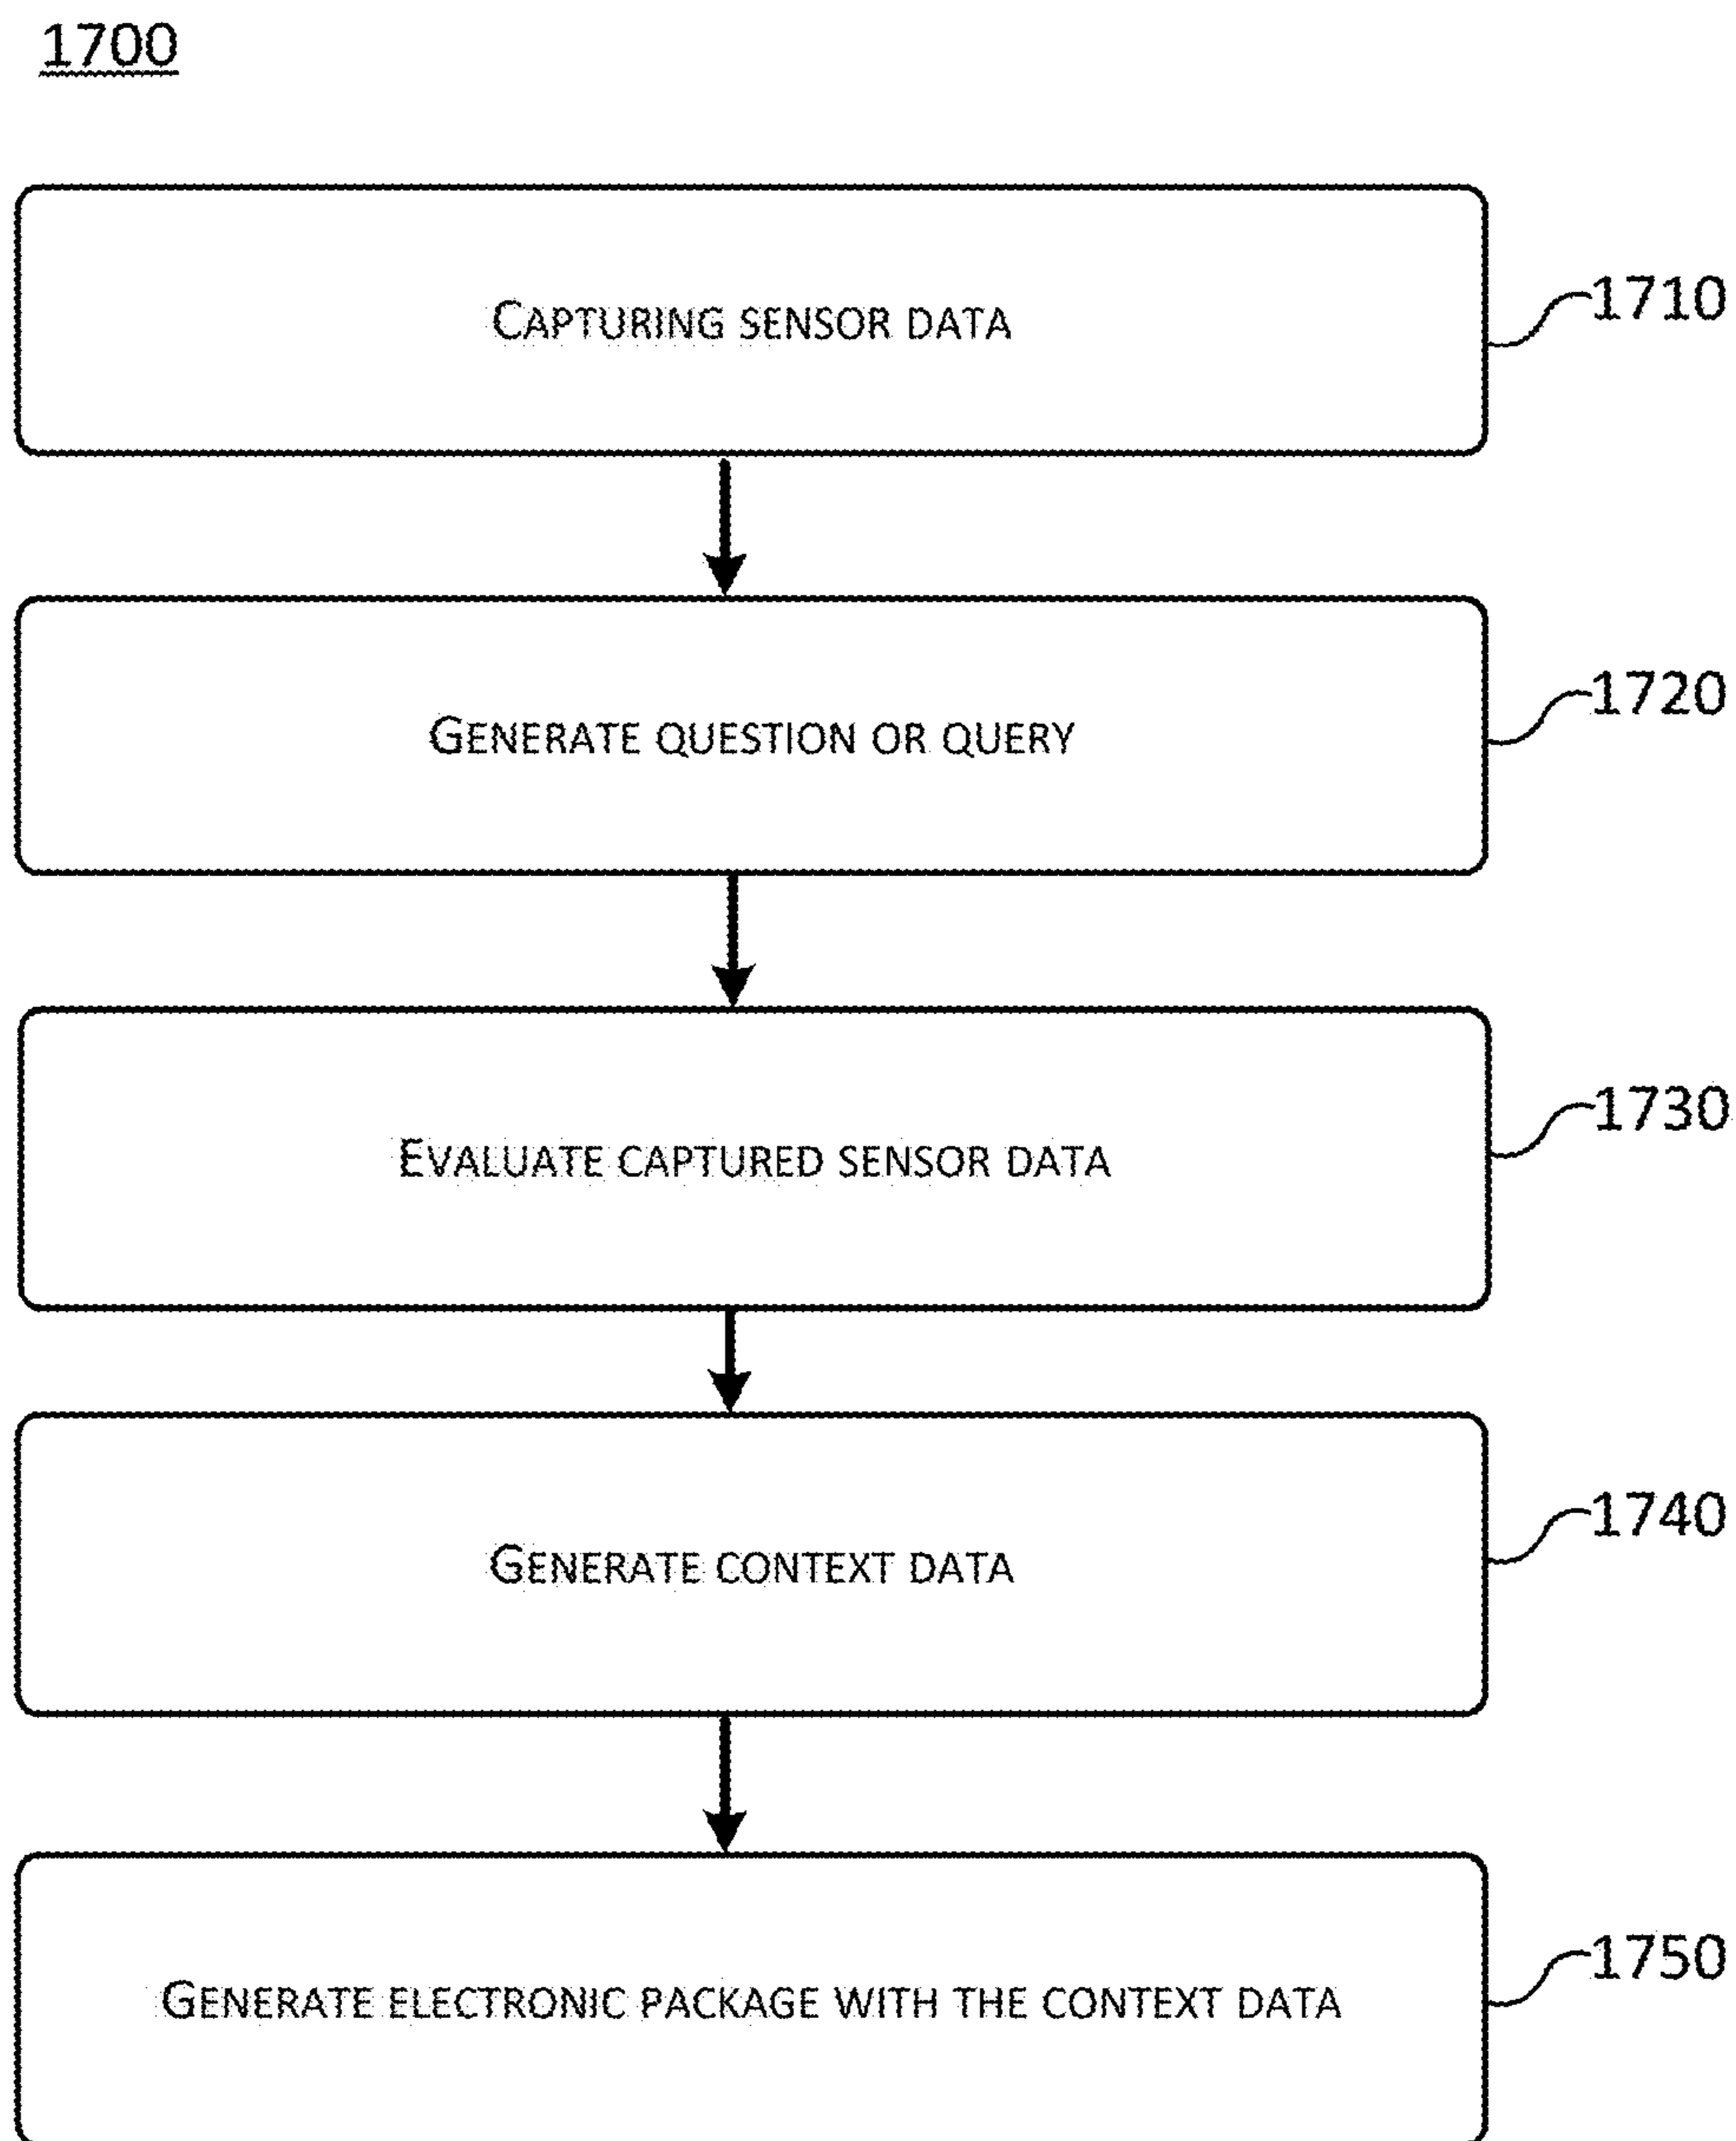 1700
CAPTURING SENSOR DATA
1710
GENERATE QUESTION OR QUERY
1720
EVALUATE CAPTURED SENSOR DATA
1730
GENERATE CONTEXT DATA
1740
GENERATE ELECTRONIC PACKAGE WITH THE CONTEXT DATA
1750